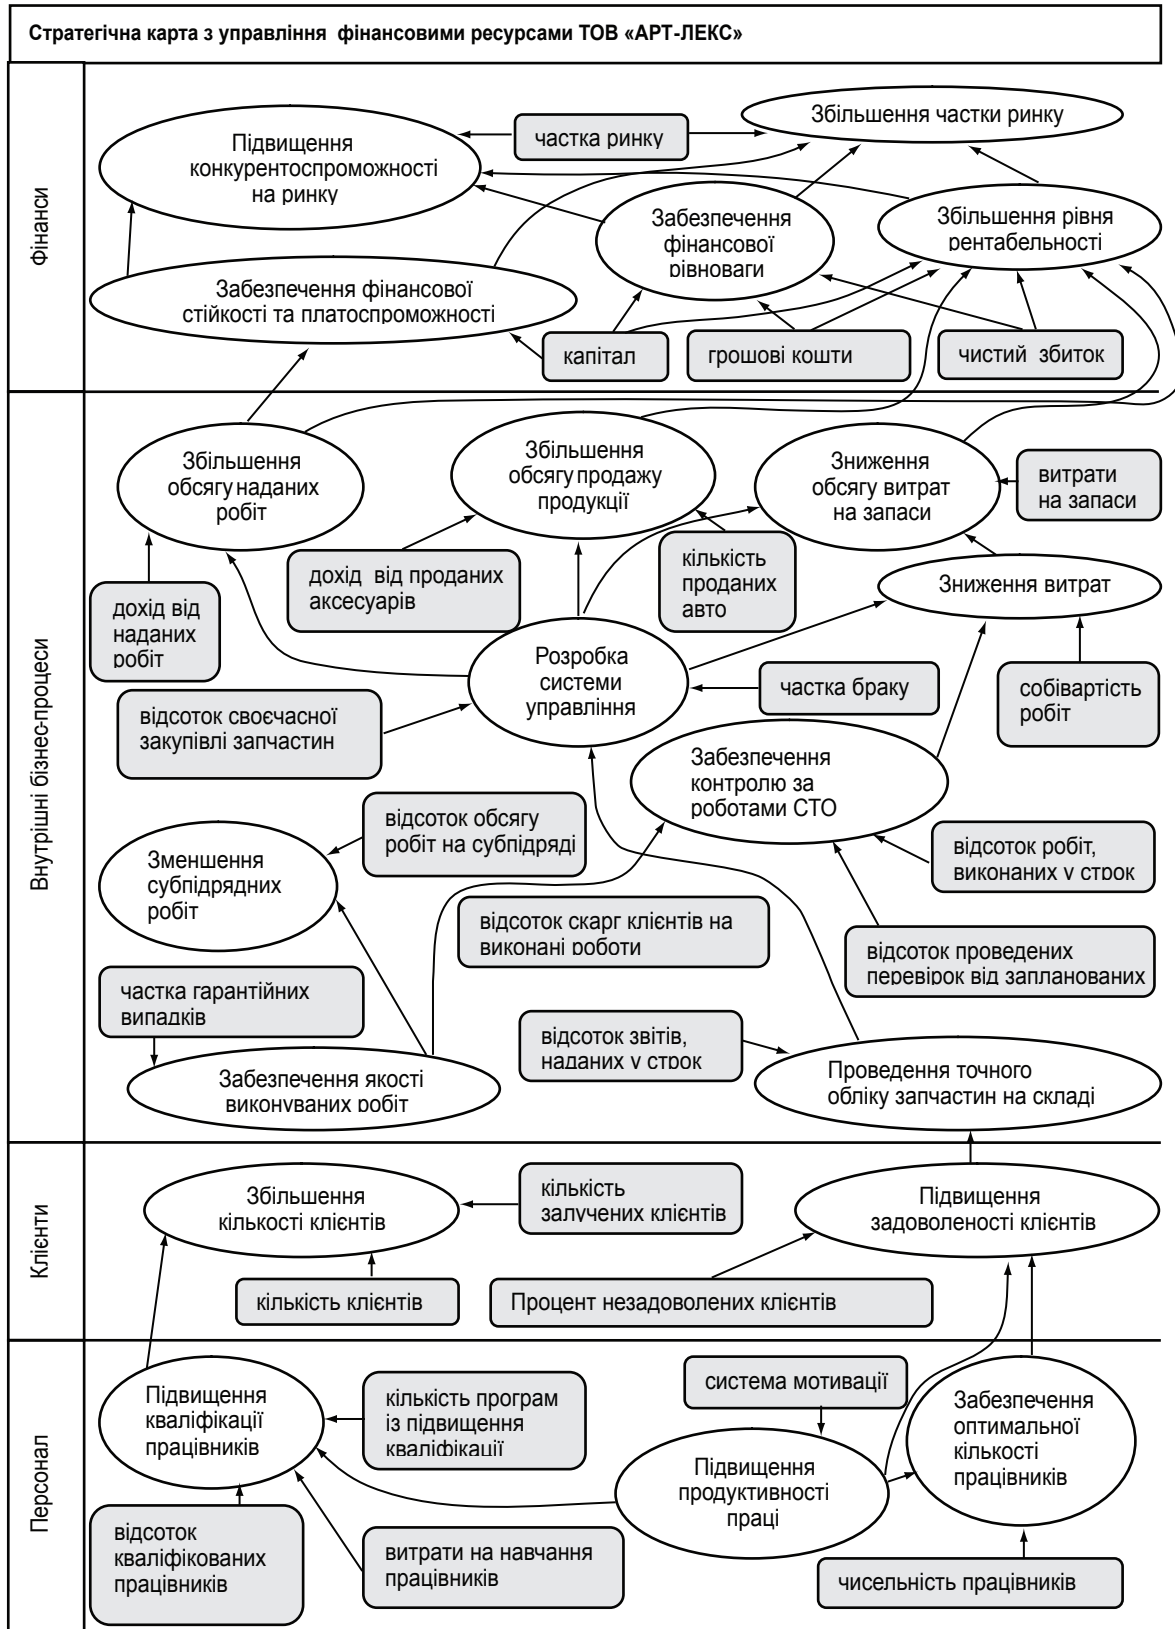 Стратегічна карта з управління фінансовими ресурсами ТОВ «АРТ-ЛЕКС»
Фінанси
Збільшення частки ринку
частка ринку
Підвищення
конкурентоспроможності
на ринку
Забезпечення
фінансової
рівноваги
Збільшення рівня
рентабельності
Забезпечення фінансової
стійкості та платоспроможності
капітал
грошові кошти
чистий збиток
Внутрішні бізнес-процеси
Збільшення
обсягу наданих
робіт
Збільшення
обсягу продажу
продукції
Зниження
обсягу витрат
на запаси
витрати
на запаси
дохід від
наданих
робіт
дохід від проданих
аксесуарів
кількість
проданих
авто
Зниження витрат
Розробка
системи
управління
частка браку
собівартість
робіт
відсоток своєчасної
закупівлі запчастин
Забезпечення
контролю за
роботами СТО
відсоток обсягу
робіт на субпідряді
Зменшення
субпідрядних
робіт
відсоток робіт,
виконаних у строк
відсоток скарг клієнтів на
виконані роботи
відсоток проведених
перевірок від запланованих
частка гарантійних
випадків
відсоток звітів,
наданих у строк
Забезпечення якості
виконуваних робіт
Проведення точного
обліку запчастин на складі
Клієнти
Збільшення
кількості клієнтів
кількість
залучених клієнтів
Підвищення
задоволеності клієнтів
кількість клієнтів
Процент незадоволених клієнтів
Персонал
Підвищення
кваліфікації
працівників
кількість програм
із підвищення
кваліфікації
система мотивації
Забезпечення
оптимальної
кількості
працівників
Підвищення
продуктивності
праці
відсоток
кваліфікованих
працівників
витрати на навчання
працівників
чисельність працівників